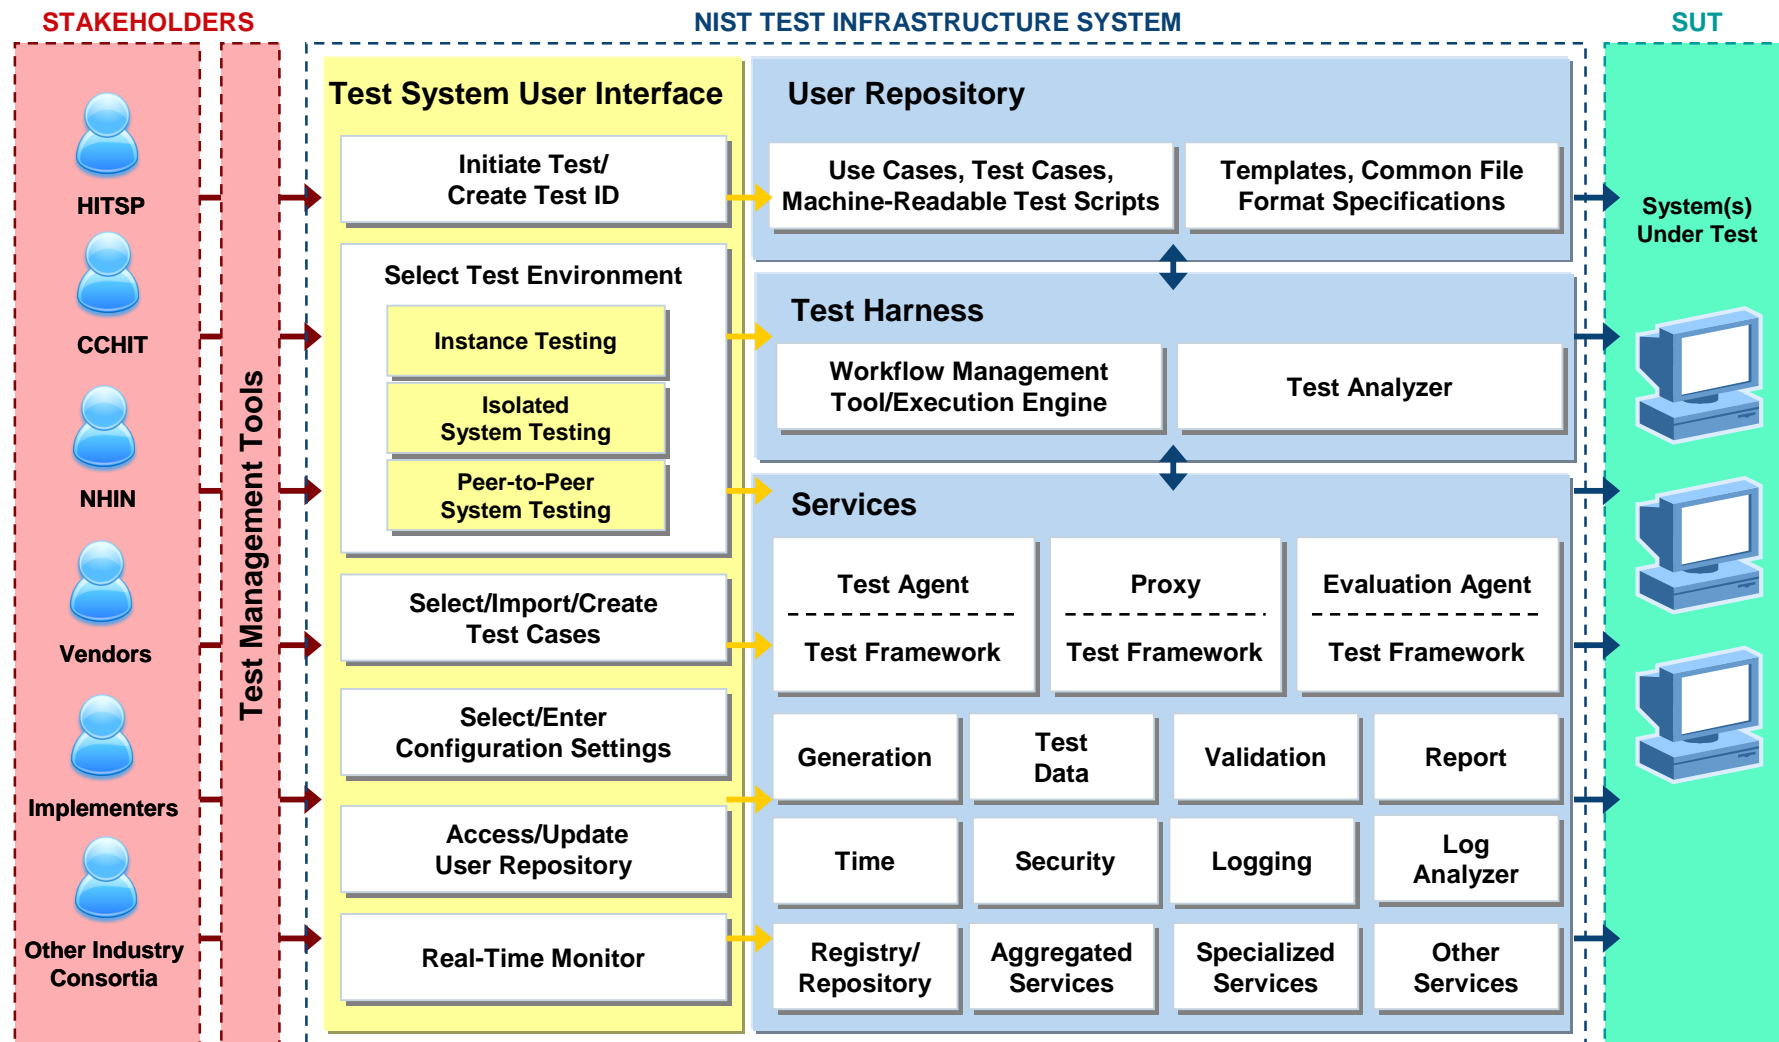 STAKEHOLDERS
NIST TEST INFRASTRUCTURE SYSTEM
SUT
HITSP
CCHIT
NHIN
Vendors
Implementers
Other Industry
Consortia
Test Management Tools
Test System User Interface
Initiate Test/
Create Test ID
Select Test Environment
Instance Testing
Isolated
System Testing
Peer-to-Peer
System Testing
Select/Import/Create
Test Cases
Select/Enter
Configuration Settings
Access/Update
User Repository
Real-Time Monitor
User Repository
Use Cases, Test Cases,
Machine-Readable Test Scripts
Templates, Common File
Format Specifications
Test Harness
Workflow Management
Tool/Execution Engine
Test Analyzer
Services
Test Agent
Test Framework
Proxy
Test Framework
Evaluation Agent
Test Framework
Generation
Test
Data
Validation
Report
Time
Security
Logging
Log
Analyzer
Registry/
Repository
Aggregated
Services
Specialized
Services
Other
Services
System(s)
Under Test